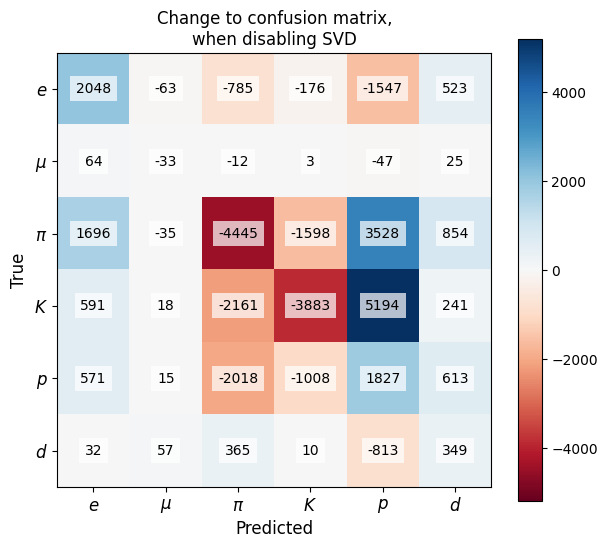 Change to confusion matrix,
when disabling SVD
e 2048 -63 -785 -176 -1547 523
μ 64 -33 -12 3 -47 25
π 1696 -35 -4445 -1598 3528 854
K 591 18 -2161 -3883 5194 241
p 571 15 -2018 -1008 1827 613
d 32 57 365 10 -813 349
e μ π K p d
Predicted
True
4000
2000
0
−2000
−4000